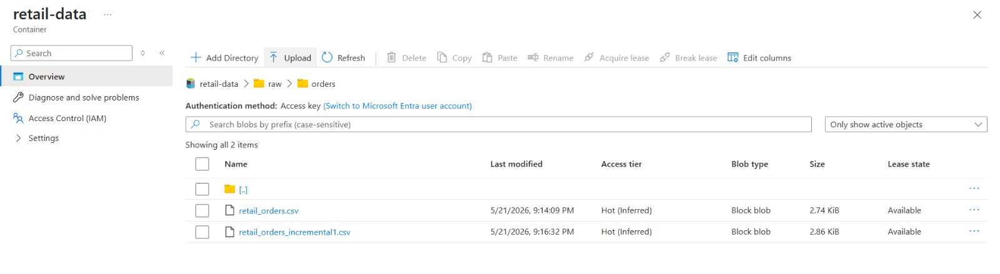 retail-data ...
Container
Search
Overview
Diagnose and solve problems
Access Control (IAM)
Settings
Add Directory Upload Refresh Delete Copy Paste Rename Acquire lease Break lease Edit columns
retail-data > raw > orders
Authentication method: Access key (Switch to Microsoft Entra user account)
Search blobs by prefix (case-sensitive) Only show active objects
Showing all 2 items
Name Last modified Access tier Blob type Size Lease state
[..] ...
retail_orders.csv 5/21/2026, 9:14:09 PM Hot (Inferred) Block blob 2.74 KiB Available ...
retail_orders_incremental1.csv 5/21/2026, 9:16:32 PM Hot (Inferred) Block blob 2.86 KiB Available ...